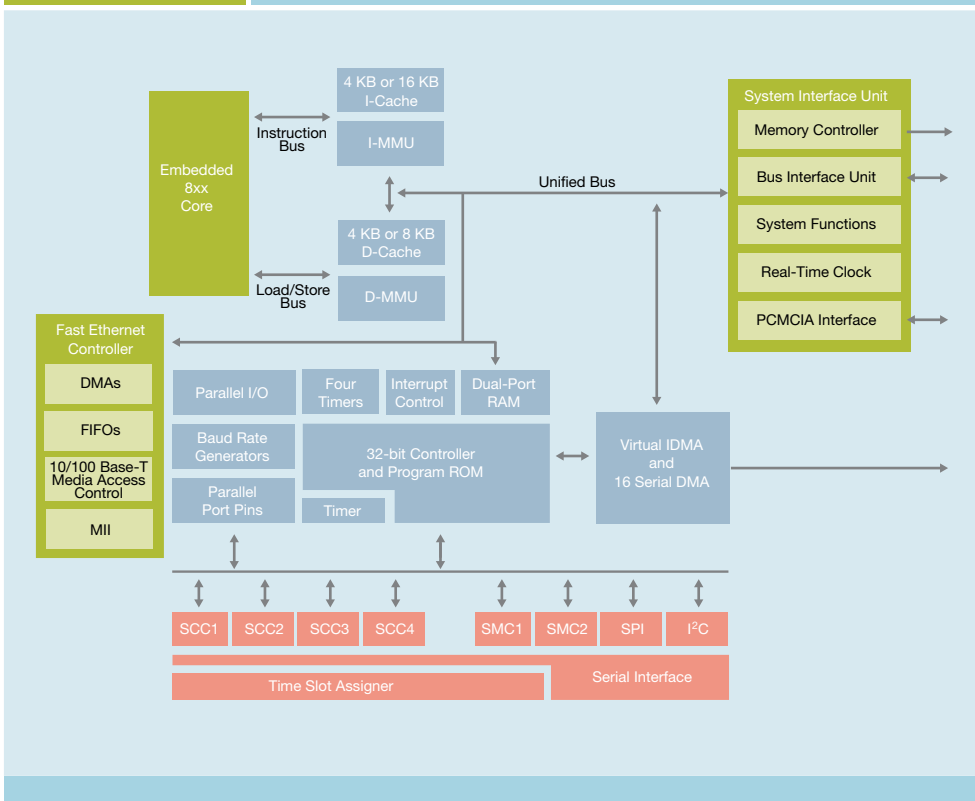 4 KB or 16 KB
I-Cache
System Interface Unit
Memory Controller
Instruction
Bus
I-MMU
Embedded
8xx
Core
Unified Bus
Bus Interface Unit
4 KB or 8 KB
D-Cache
System Functions
Real-Time Clock
Load/Store
Bus
D-MMU
PCMCIA Interface
Fast Ethernet
Controller
DMAs
FIFOs
10/100 Base-T
Media Access
Control
MII
Parallel I/O
Four
Timers
Interrupt
Control
Dual-Port
RAM
Baud Rate
Generators
32-bit Controller
and Program ROM
Virtual IDMA
and
16 Serial DMA
Parallel
Port Pins
Timer
SCC1
SCC2
SCC3
SCC4
SMC1
SMC2
SPI
I²C
Time Slot Assigner
Serial Interface